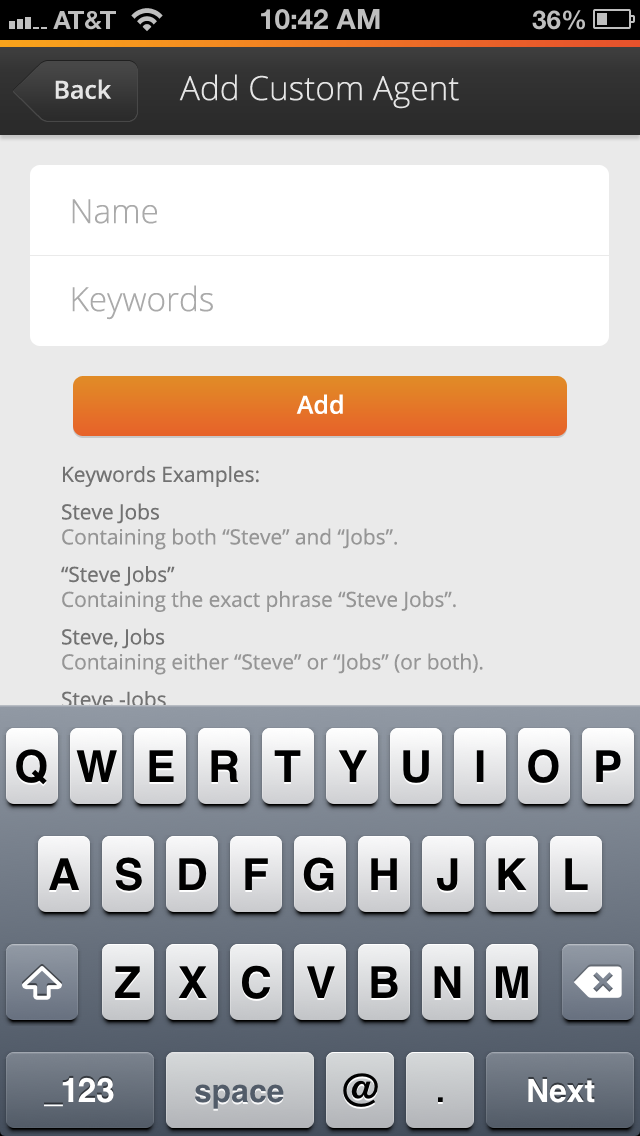 AT&T 10:42 AM 36%
Back Add Custom Agent
Name
Keywords
Add
Keywords Examples:
Steve Jobs
Containing both “Steve” and “Jobs”.
“Steve Jobs”
Containing the exact phrase “Steve Jobs”.
Steve, Jobs
Containing either “Steve” or “Jobs” (or both).
Steve -Jobs
Q W E R T Y U I O P
A S D F G H J K L
Z X C V B N M
_123 space @ . Next